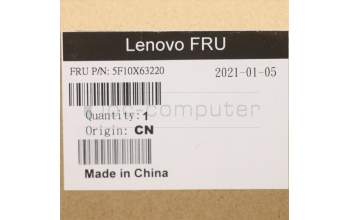 Lenovo FRU
FRU P/N: 5F10X63220 2021-01-05
Quantity: 1
Origin: CN
Made in China